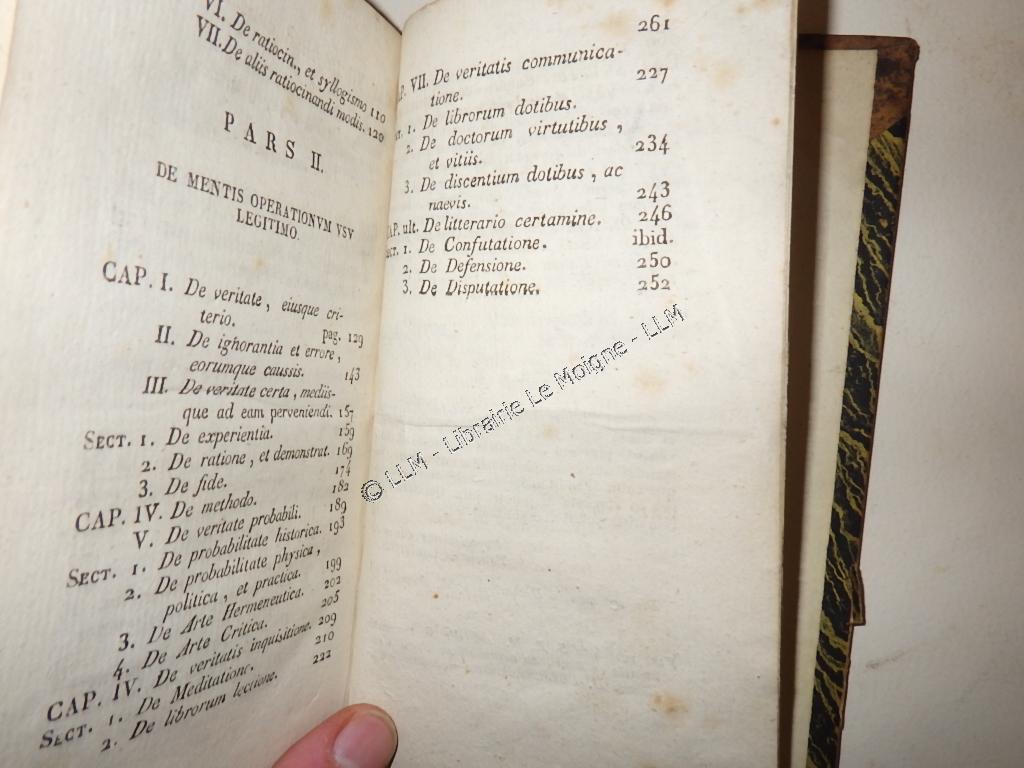 VI. De ratiocin., et syllogismo 110
VII. De aliis ratiocinandi modis. 120
PARS II.
DE MENTIS OPERATIONVM VSV
LEGITIMO.
CAP. I. De veritate, eiusque cri-
terio. pag. 129
II. De ignorantia et errore,
eorumque caussis. 143
III. De veritate certa, mediis-
que ad eam perveniendi. 157
SECT. 1. De experientia. 159
2. De ratione, et demonstrat. 169
3. De fide. 174
CAP. IV. De methodo. 182
V. De veritate probabili. 189
SECT. 1. De probabilitate historica. 193
2. De probabilitate physica,
politica, et practica. 199
3. De Arte Hermeneutica. 202
4. De Arte Critica. 205
CAP. IV. De veritatis inquisitione. 209
SECT. 1. De Meditatione. 210
2. De librorum lectione. 222
261
AP. VII. De veritatis communica-
tione. 227
CT. 1. De librorum dotibus.
2. De doctorum virtutibus,
et vitiis. 234
3. De discentium dotibus, ac
naevis. 243
CAP. ult. De litterario certamine. 246
SECT. 1. De Confutatione. ibid.
2. De Defensione. 250
3. De Disputatione. 252
© LLM - Librairie Le Moigne - LLM